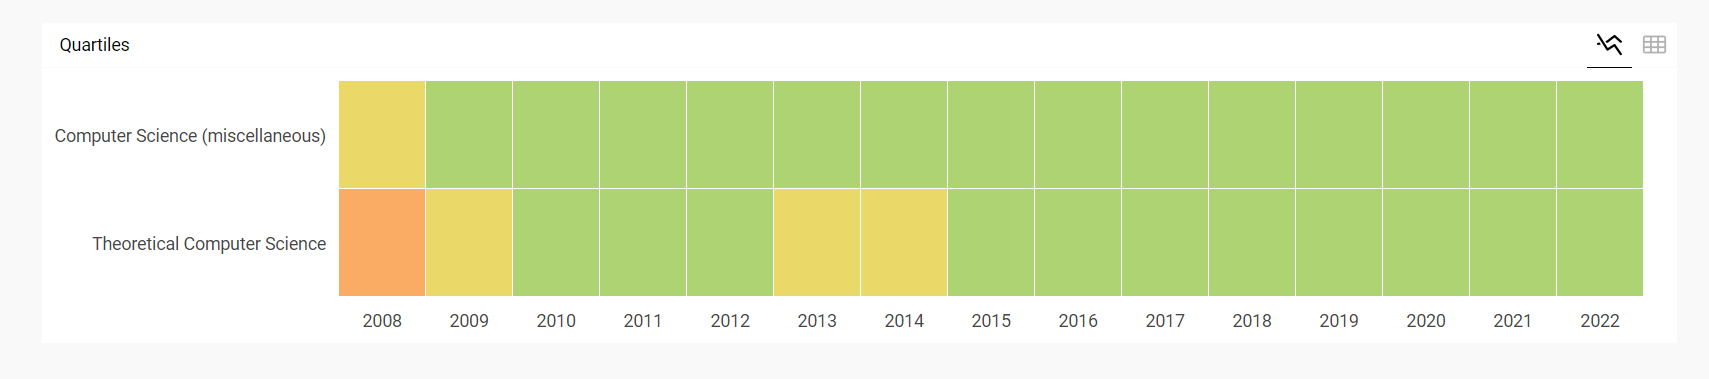 Quartiles
Computer Science (miscellaneous)
Theoretical Computer Science
2008 2009 2010 2011 2012 2013 2014 2015 2016 2017 2018 2019 2020 2021 2022